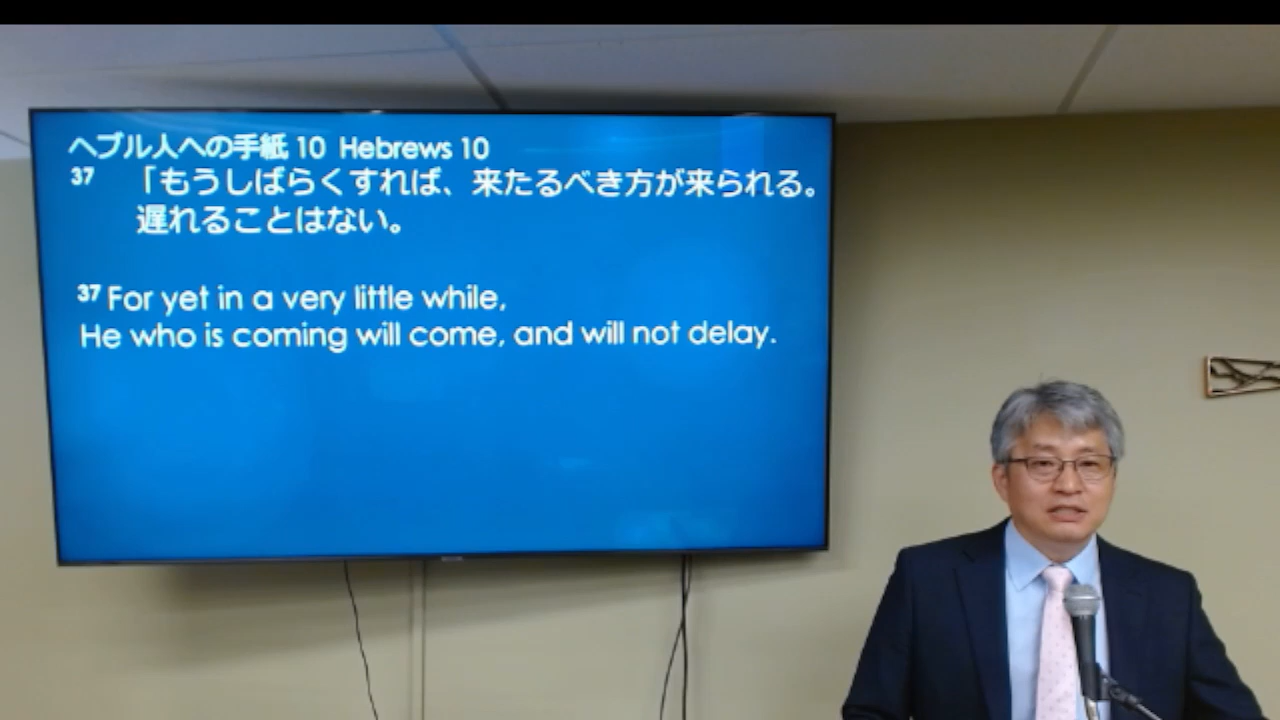 ヘブル人への手紙 10 Hebrews 10
37 「もうしばらくすれば、来たるべき方が来られる。
遅れることはない。
37 For yet in a very little while,
He who is coming will come, and will not delay.